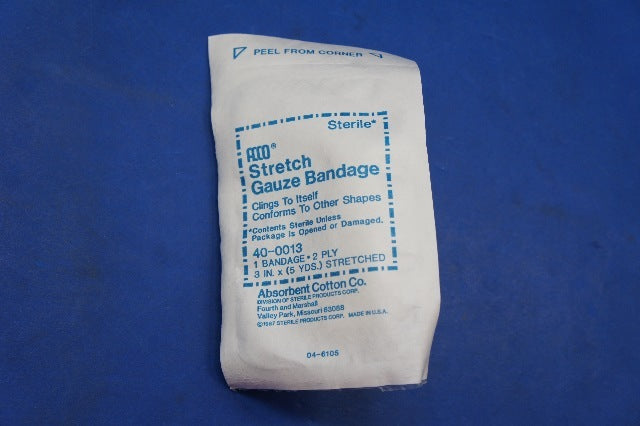 PEEL FROM CORNER
Sterile*
ACCO®
Stretch
Gauze Bandage
Clings To Itself
Conforms To Other Shapes
*Contents Sterile Unless
Package is Opened or Damaged.
40-0013
1 BANDAGE • 2 PLY
3 IN. x (5 YDS.) STRETCHED
Absorbent Cotton Co.
DIVISION OF STERILE PRODUCTS CORP.
Fourth and Marshall
Valley Park, Missouri 63088
©1987 STERILE PRODUCTS CORP. MADE IN U.S.A.
04-6105